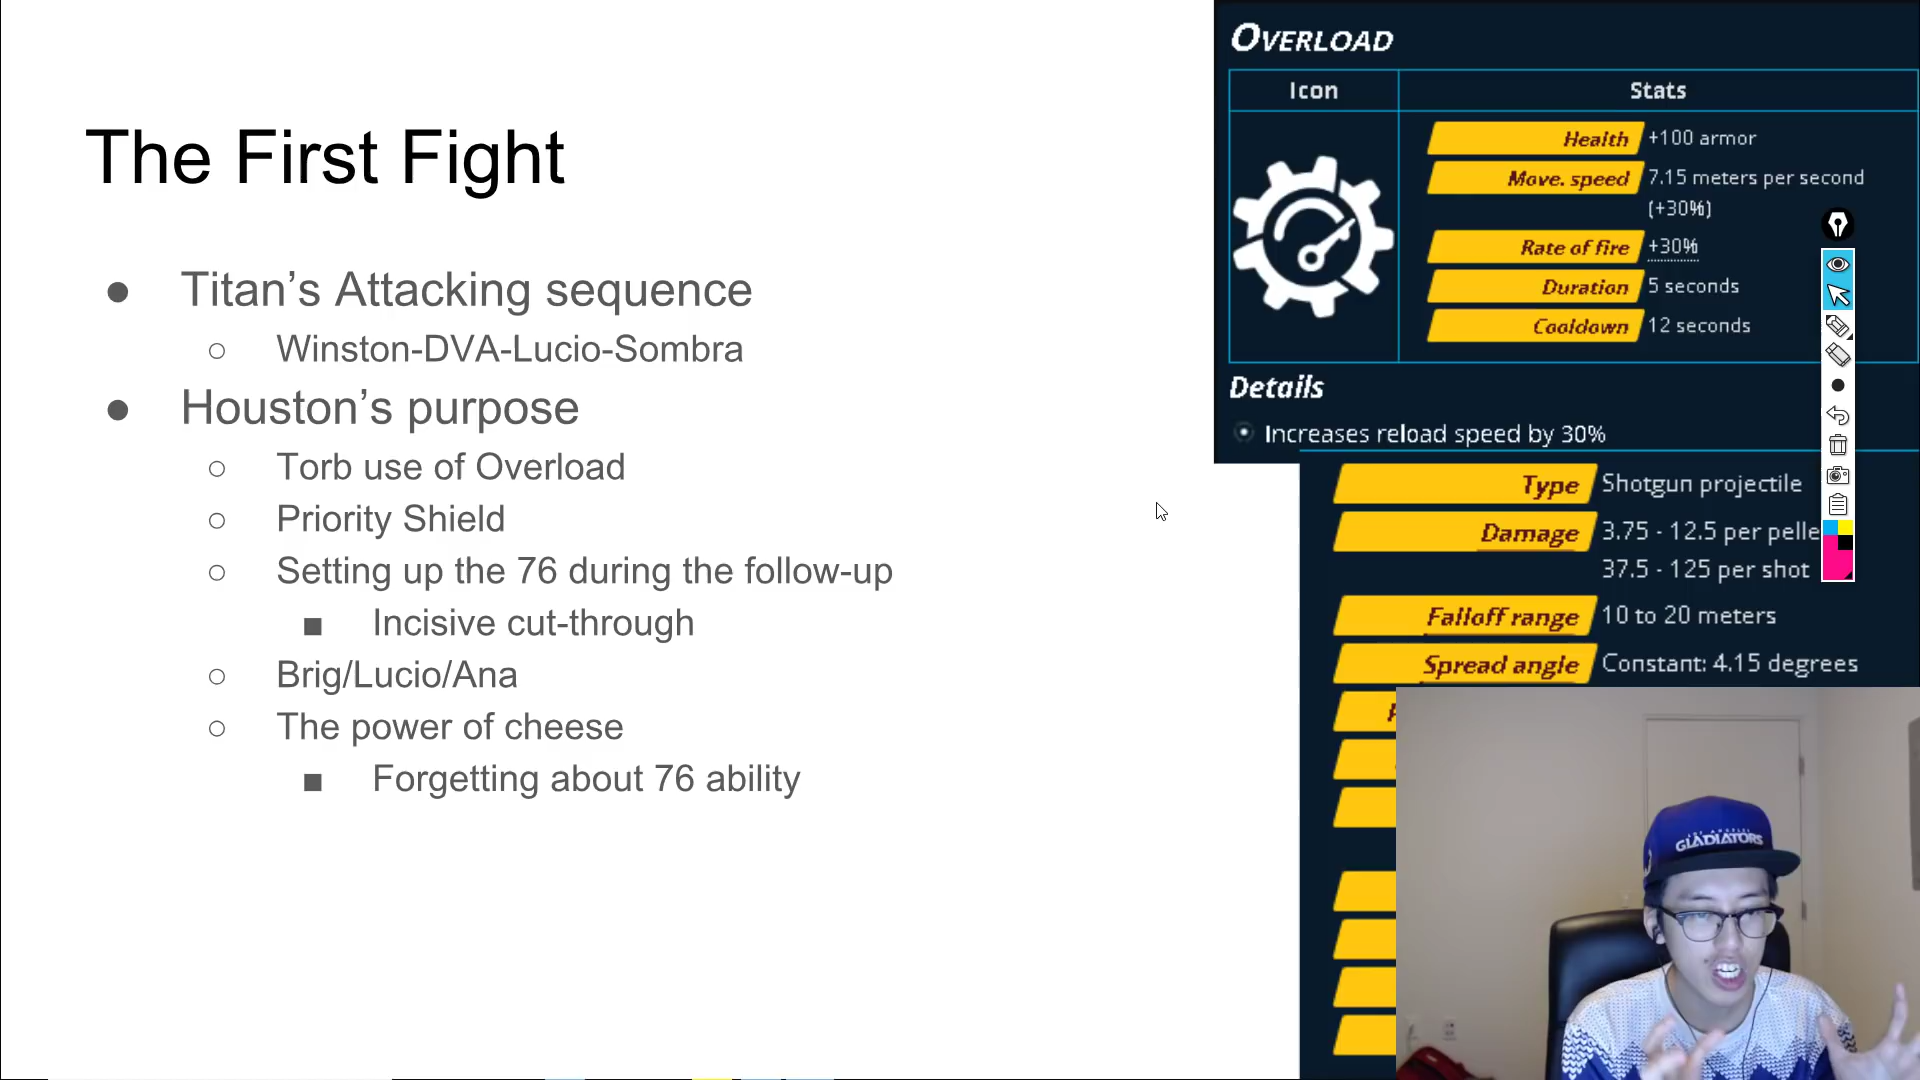 The First Fight
● Titan's Attacking sequence
○ Winston-DVA-Lucio-Sombra
● Houston's purpose
○ Torb use of Overload
○ Priority Shield
○ Setting up the 76 during the follow-up
■ Incisive cut-through
○ Brig/Lucio/Ana
○ The power of cheese
■ Forgetting about 76 ability
OVERLOAD
Icon Stats
Health +100 armor
Move. speed 7.15 meters per second
(+30%)
Rate of fire +30%
Duration 5 seconds
Cooldown 12 seconds
Details
Increases reload speed by 30%
Type Shotgun projectile
Damage 3.75 - 12.5 per pelle
37.5 - 125 per shot
Falloff range 10 to 20 meters
Spread angle Constant: 4.15 degrees
LOS ANGELES
GLADIATORS